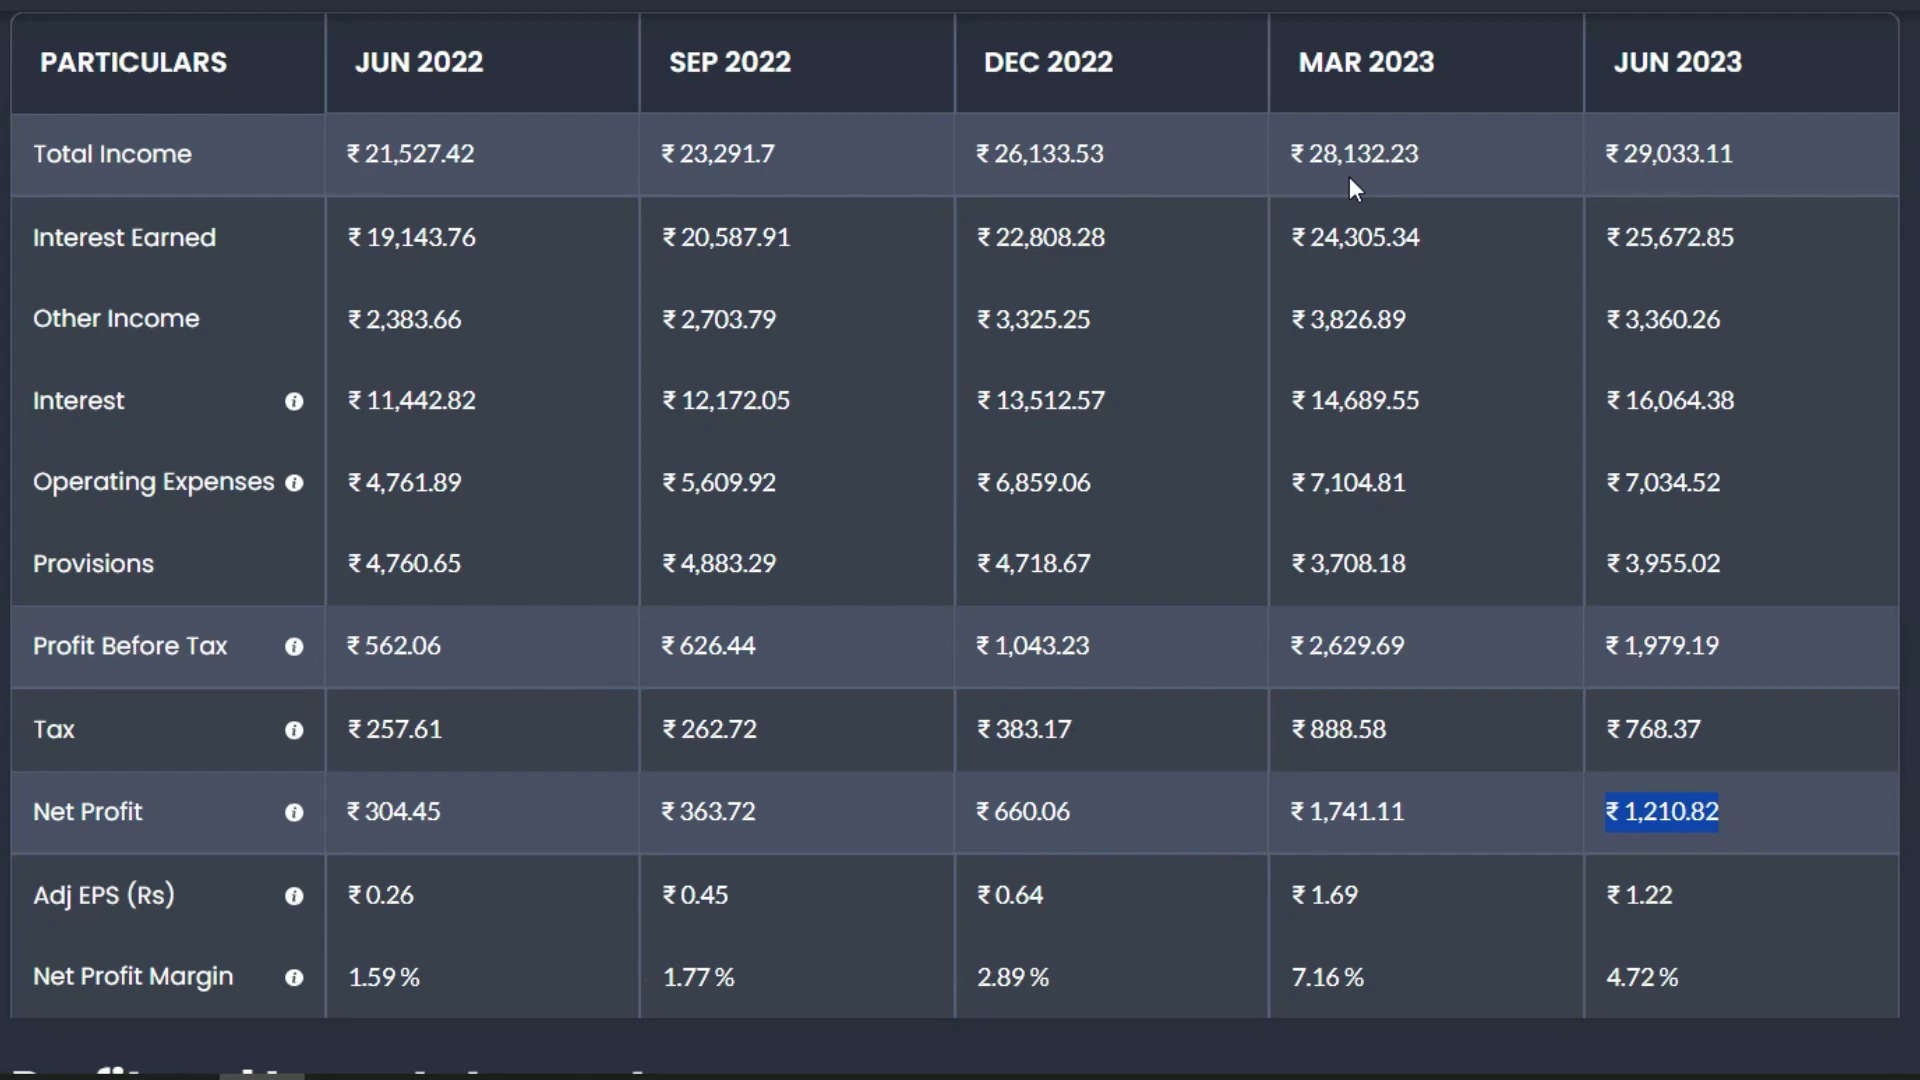 PARTICULARS JUN 2022 SEP 2022 DEC 2022 MAR 2023 JUN 2023
Total Income ₹ 21,527.42 ₹ 23,291.7 ₹ 26,133.53 ₹ 28,132.23 ₹ 29,033.11
Interest Earned ₹ 19,143.76 ₹ 20,587.91 ₹ 22,808.28 ₹ 24,305.34 ₹ 25,672.85
Other Income ₹ 2,383.66 ₹ 2,703.79 ₹ 3,325.25 ₹ 3,826.89 ₹ 3,360.26
Interest ₹ 11,442.82 ₹ 12,172.05 ₹ 13,512.57 ₹ 14,689.55 ₹ 16,064.38
Operating Expenses ₹ 4,761.89 ₹ 5,609.92 ₹ 6,859.06 ₹ 7,104.81 ₹ 7,034.52
Provisions ₹ 4,760.65 ₹ 4,883.29 ₹ 4,718.67 ₹ 3,708.18 ₹ 3,955.02
Profit Before Tax ₹ 562.06 ₹ 626.44 ₹ 1,043.23 ₹ 2,629.69 ₹ 1,979.19
Tax ₹ 257.61 ₹ 262.72 ₹ 383.17 ₹ 888.58 ₹ 768.37
Net Profit ₹ 304.45 ₹ 363.72 ₹ 660.06 ₹ 1,741.11 ₹ 1,210.82
Adj EPS (Rs) ₹ 0.26 ₹ 0.45 ₹ 0.64 ₹ 1.69 ₹ 1.22
Net Profit Margin 1.59 % 1.77 % 2.89 % 7.16 % 4.72 %